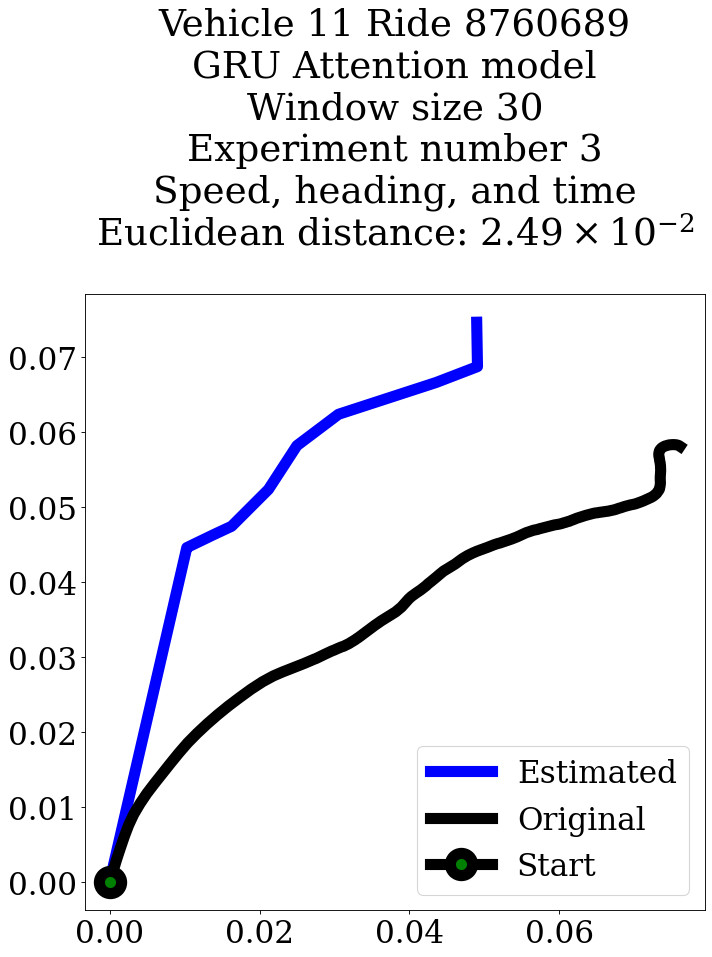 Vehicle 11 Ride 8760689
GRU Attention model
Window size 30
Experiment number 3
Speed, heading, and time
Euclidean distance: 2.49 × 10⁻²
0.07
0.06
0.05
0.04
0.03
0.02
0.01
0.00
0.00 0.02 0.04 0.06
Estimated
Original
Start